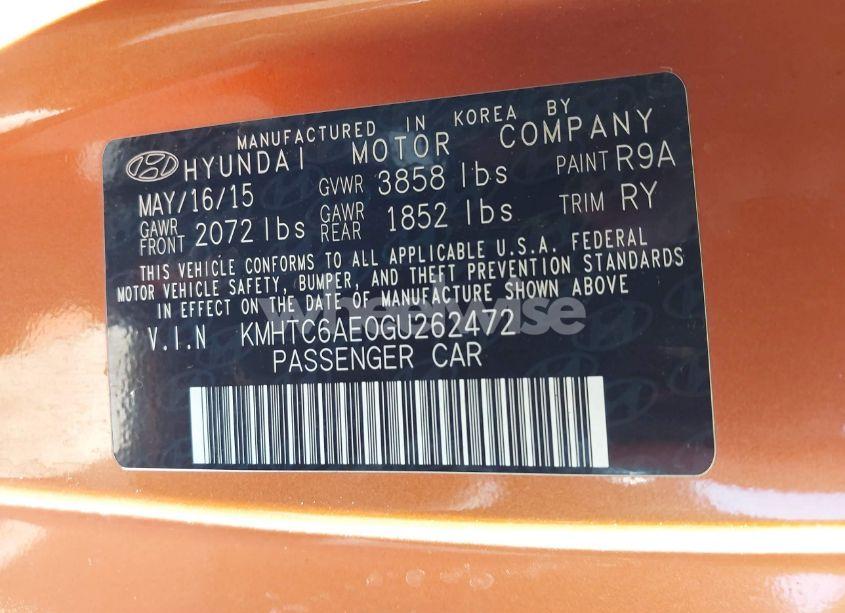 MANUFACTURED IN KOREA BY
HYUNDAI MOTOR COMPANY
MAY/16/15 GVWR 3858 lbs PAINT R9A
GAWR FRONT 2072 lbs GAWR REAR 1852 lbs TRIM RY
THIS VEHICLE CONFORMS TO ALL APPLICABLE U.S.A. FEDERAL
MOTOR VEHICLE SAFETY, BUMPER, AND THEFT PREVENTION STANDARDS
IN EFFECT ON THE DATE OF MANUFACTURE SHOWN ABOVE
wheelwise
V.I.N KMHTC6AE0GU262472
PASSENGER CAR